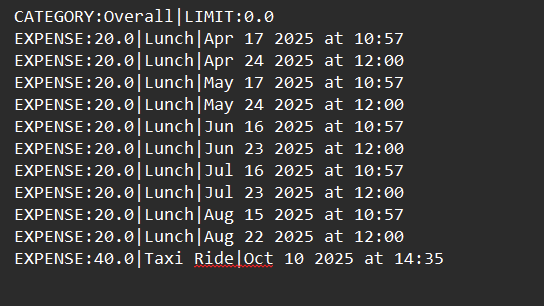 CATEGORY:Overall|LIMIT:0.0
EXPENSE:20.0|Lunch|Apr 17 2025 at 10:57
EXPENSE:20.0|Lunch|Apr 24 2025 at 12:00
EXPENSE:20.0|Lunch|May 17 2025 at 10:57
EXPENSE:20.0|Lunch|May 24 2025 at 12:00
EXPENSE:20.0|Lunch|Jun 16 2025 at 10:57
EXPENSE:20.0|Lunch|Jun 23 2025 at 12:00
EXPENSE:20.0|Lunch|Jul 16 2025 at 10:57
EXPENSE:20.0|Lunch|Jul 23 2025 at 12:00
EXPENSE:20.0|Lunch|Aug 15 2025 at 10:57
EXPENSE:20.0|Lunch|Aug 22 2025 at 12:00
EXPENSE:40.0|Taxi Ride|Oct 10 2025 at 14:35